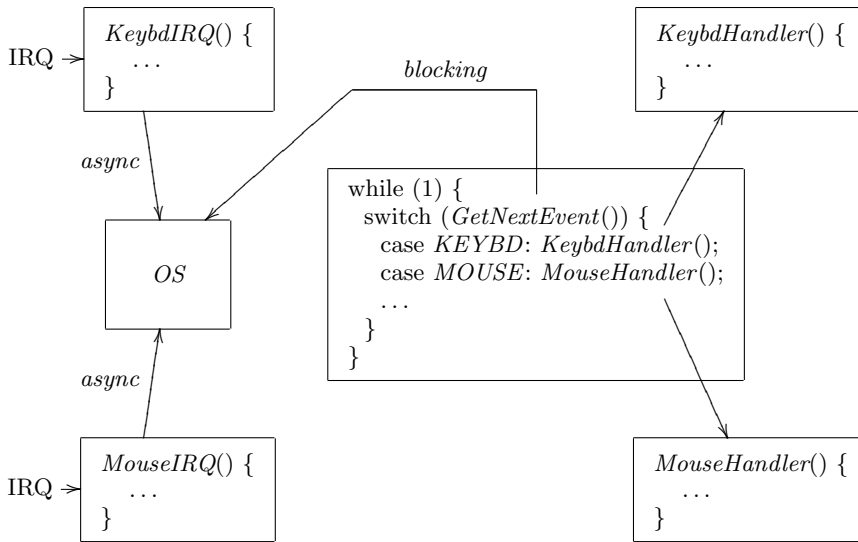 IRQ
KeybdIRQ() {
...
}
async
OS
async
IRQ
MouseIRQ() {
...
}
blocking
while (1) {
switch (GetNextEvent()) {
case KEYBD: KeybdHandler();
case MOUSE: MouseHandler();
...
}
}
KeybdHandler() {
...
}
MouseHandler() {
...
}